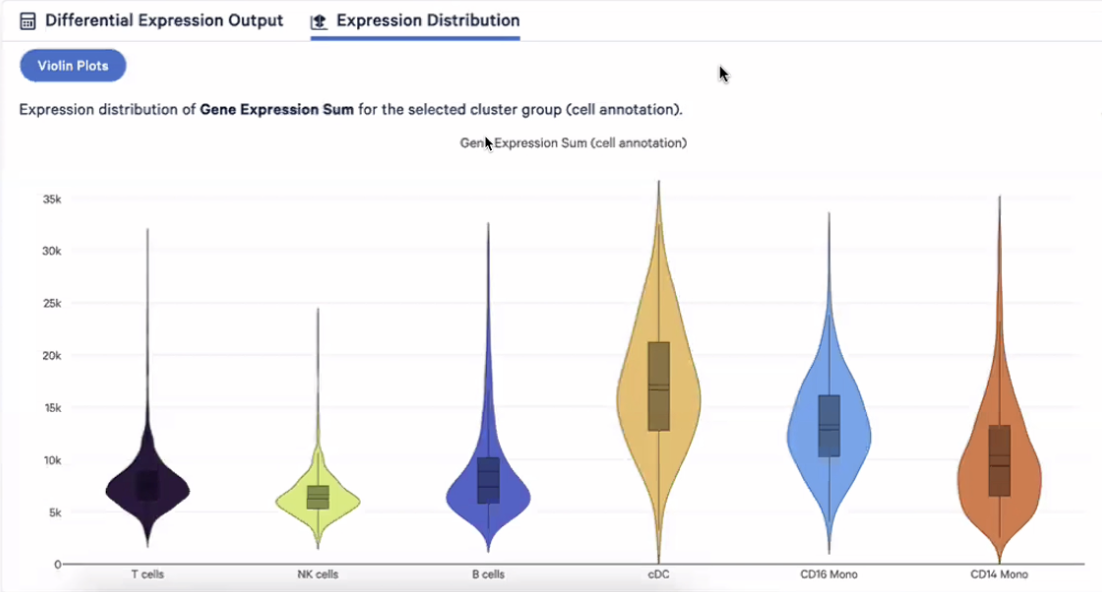 Differential Expression Output Expression Distribution
Violin Plots
Expression distribution of Gene Expression Sum for the selected cluster group (cell annotation).
Gene Expression Sum (cell annotation)
35k
30k
25k
20k
15k
10k
5k
0
T cells NK cells B cells cDC CD16 Mono CD14 Mono